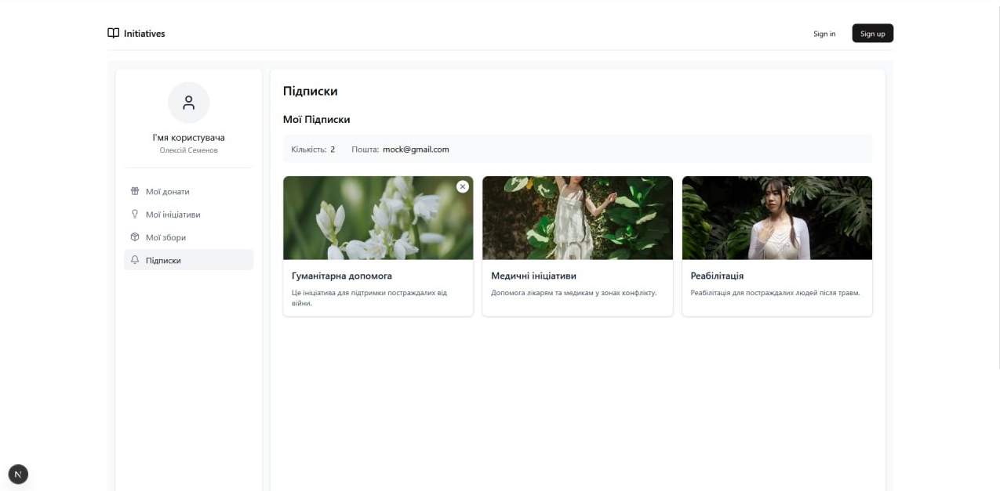 Initiatives
Sign in
Sign up
І'мя користувача
Олексій Семенов
Мої донати
Мої ініціативи
Мої збори
Підписки
Підписки
Мої Підписки
Кількість: 2 Пошта: mock@gmail.com
Гуманітарна допомога
Це ініціатива для підтримки постраждалих від
війни.
Медичні ініціативи
Допомога лікарям та медикам у зонах конфлікту.
Реабілітація
Реабілітація для постраждалих людей після травм.
N